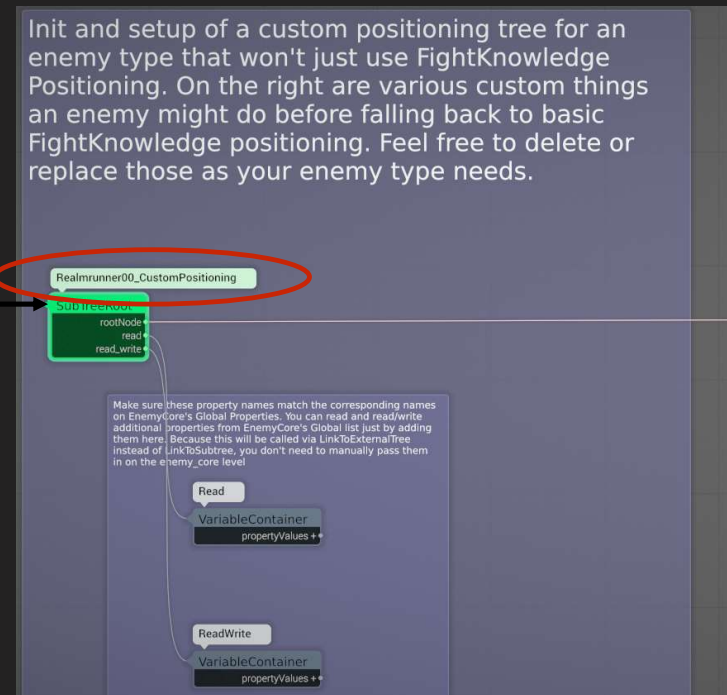 Init and setup of a custom positioning tree for an
enemy type that won't just use FightKnowledge
Positioning. On the right are various custom things
an enemy might do before falling back to basic
FightKnowledge positioning. Feel free to delete or
replace those as your enemy type needs.
Realmrunner00_CustomPositioning
SubTreeRoot
rootNode
read
read_write
Make sure these property names match the corresponding names
on EnemyCore's Global Properties. You can read and read/write
additional properties from EnemyCore's Global list just by adding
them here. Because this will be called via LinkToExternalTree
instead of LinkToSubtree, you don't need to manually pass them
in on the enemy_core level
Read
VariableContainer
propertyValues +
ReadWrite
VariableContainer
propertyValues +